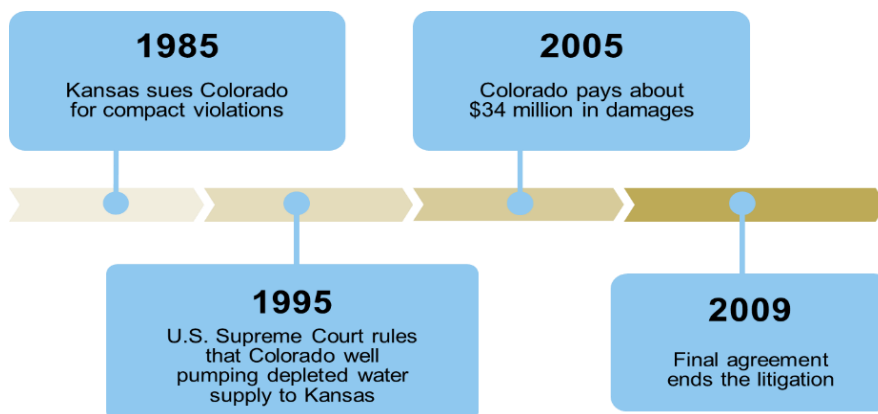 1985
Kansas sues Colorado
for compact violations
1995
U.S. Supreme Court rules
that Colorado well
pumping depleted water
supply to Kansas
2005
Colorado pays about
$34 million in damages
2009
Final agreement
ends the litigation